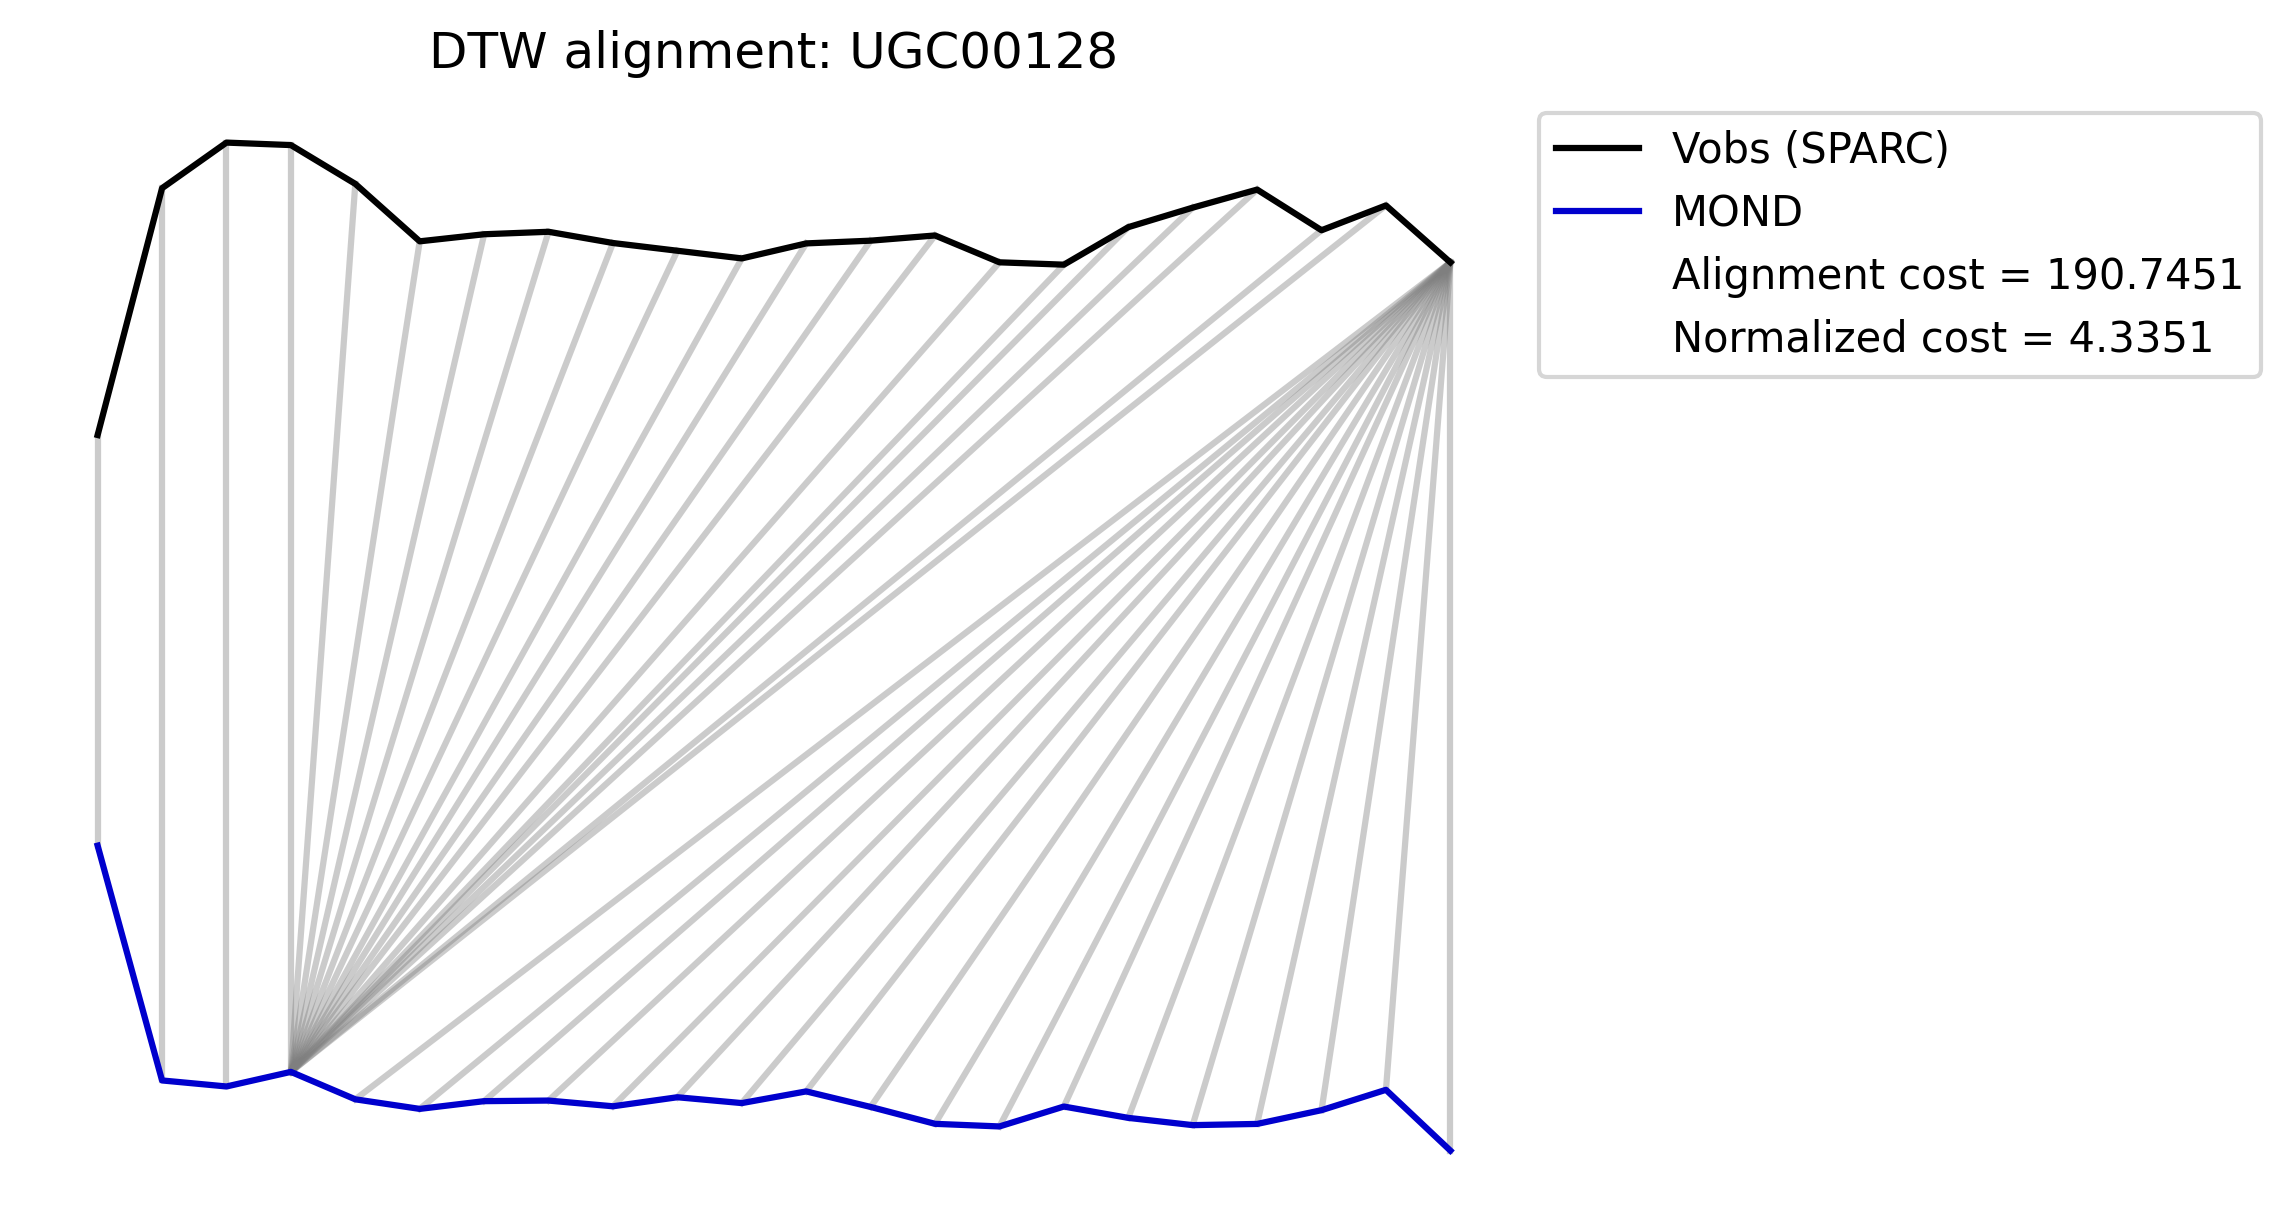 DTW alignment: UGC00128
Vobs (SPARC)
MOND
Alignment cost = 190.7451
Normalized cost = 4.3351